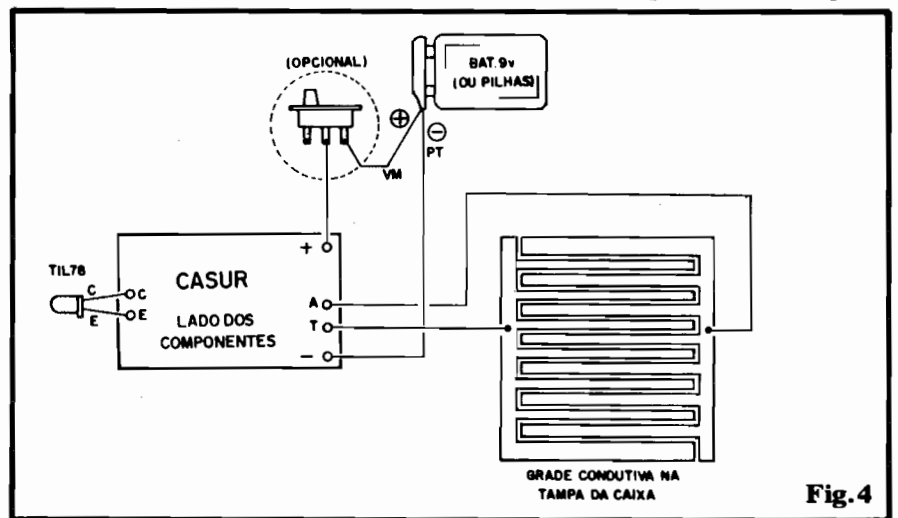 (OPCIONAL)
BAT. 9v
(OU PILHAS)
⊕
⊖
PT
VM
+
TIL78
C
C
CASUR
A
E
E
LADO DOS
COMPONENTES
T
−
GRADE CONDUTIVA NA
TAMPA DA CAIXA
Fig.4